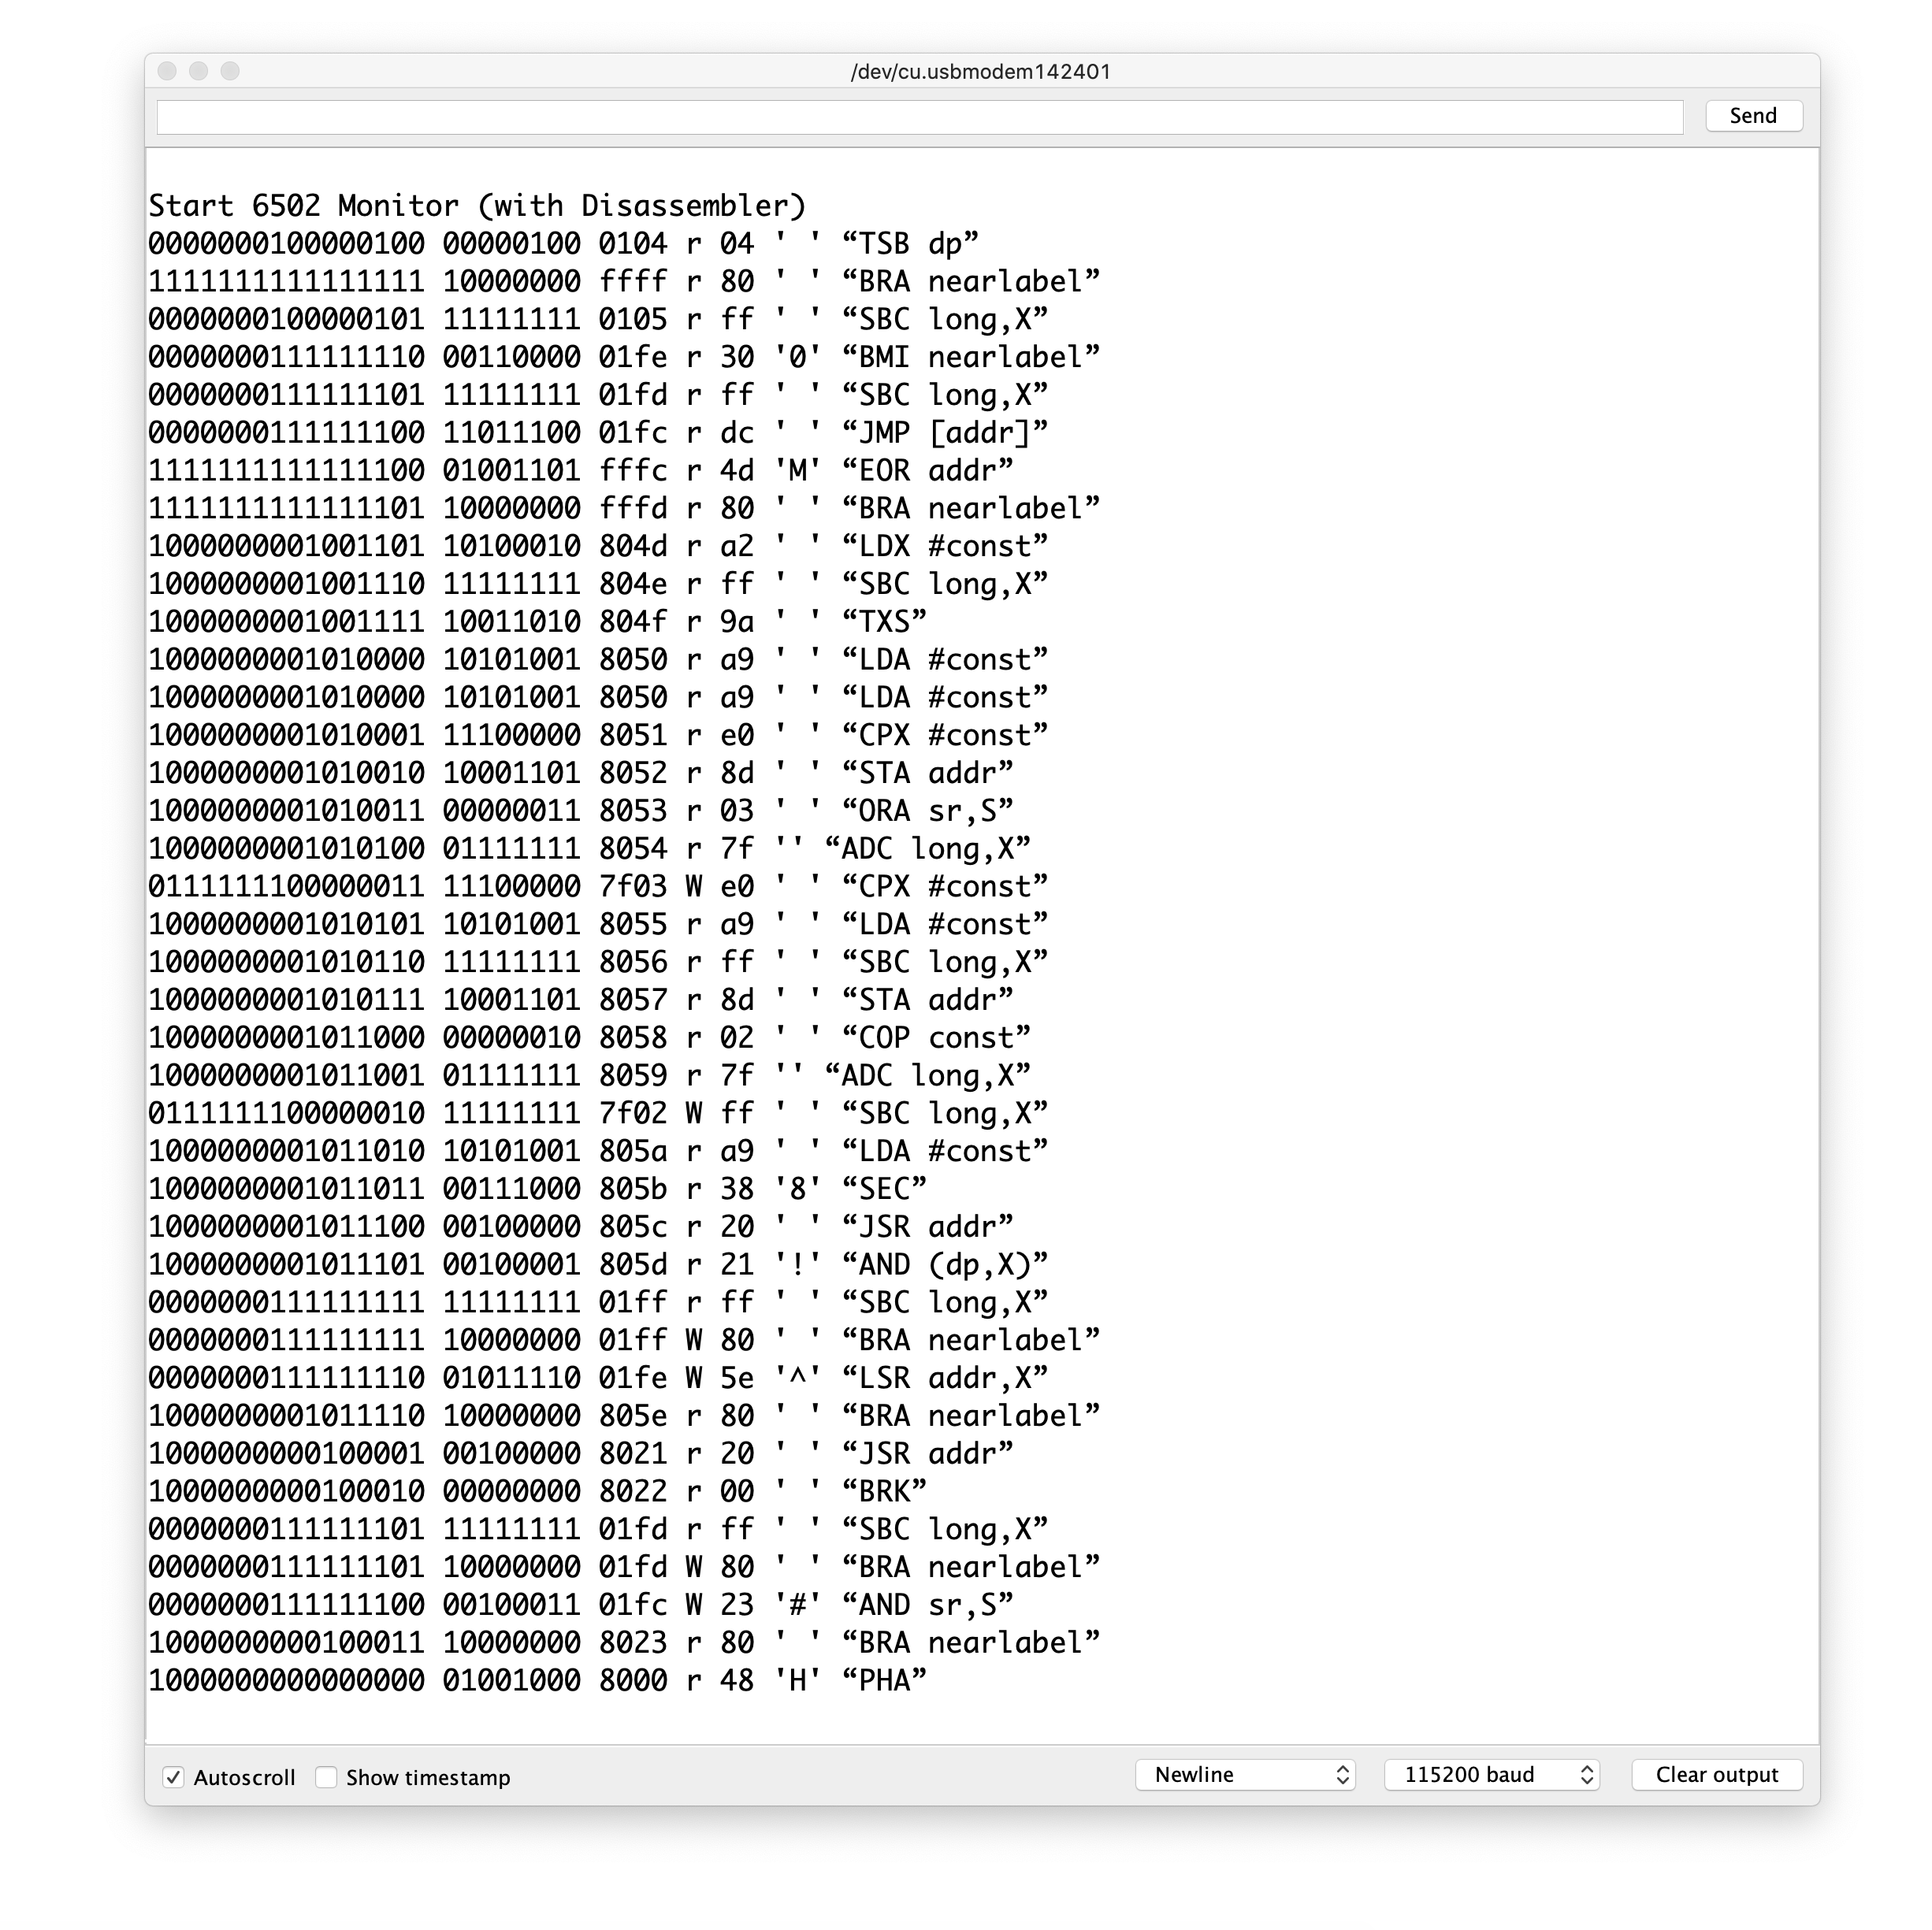 /dev/cu.usbmodem142401
Send
Start 6502 Monitor (with Disassembler)
0000000100000100 00000100 0104 r 04 ' ' “TSB dp”
1111111111111111 10000000 ffff r 80 ' ' “BRA nearlabel”
0000000100000101 11111111 0105 r ff ' ' “SBC long,X”
0000000111111110 00110000 01fe r 30 '0' “BMI nearlabel”
0000000111111101 11111111 01fd r ff ' ' “SBC long,X”
0000000111111100 11011100 01fc r dc ' ' “JMP [addr]”
1111111111111100 01001101 fffc r 4d 'M' “EOR addr”
1111111111111101 10000000 fffd r 80 ' ' “BRA nearlabel”
1000000001001101 10100010 804d r a2 ' ' “LDX #const”
1000000001001110 11111111 804e r ff ' ' “SBC long,X”
1000000001001111 10011010 804f r 9a ' ' “TXS”
1000000001010000 10101001 8050 r a9 ' ' “LDA #const”
1000000001010000 10101001 8050 r a9 ' ' “LDA #const”
1000000001010001 11100000 8051 r e0 ' ' “CPX #const”
1000000001010010 10001101 8052 r 8d ' ' “STA addr”
1000000001010011 00000011 8053 r 03 ' ' “ORA sr,S”
1000000001010100 01111111 8054 r 7f '' “ADC long,X”
0111111100000011 11100000 7f03 W e0 ' ' “CPX #const”
1000000001010101 10101001 8055 r a9 ' ' “LDA #const”
1000000001010110 11111111 8056 r ff ' ' “SBC long,X”
1000000001010111 10001101 8057 r 8d ' ' “STA addr”
1000000001011000 00000010 8058 r 02 ' ' “COP const”
1000000001011001 01111111 8059 r 7f '' “ADC long,X”
0111111100000010 11111111 7f02 W ff ' ' “SBC long,X”
1000000001011010 10101001 805a r a9 ' ' “LDA #const”
1000000001011011 00111000 805b r 38 '8' “SEC”
1000000001011100 00100000 805c r 20 ' ' “JSR addr”
1000000001011101 00100001 805d r 21 '!' “AND (dp,X)”
0000000111111111 11111111 01ff r ff ' ' “SBC long,X”
0000000111111111 10000000 01ff W 80 ' ' “BRA nearlabel”
0000000111111110 01011110 01fe W 5e '^' “LSR addr,X”
1000000001011110 10000000 805e r 80 ' ' “BRA nearlabel”
1000000000100001 00100000 8021 r 20 ' ' “JSR addr”
1000000000100010 00000000 8022 r 00 ' ' “BRK”
0000000111111101 11111111 01fd r ff ' ' “SBC long,X”
0000000111111101 10000000 01fd W 80 ' ' “BRA nearlabel”
0000000111111100 00100011 01fc W 23 '#' “AND sr,S”
1000000000100011 10000000 8023 r 80 ' ' “BRA nearlabel”
1000000000000000 01001000 8000 r 48 'H' “PHA”
Autoscroll Show timestamp Newline 115200 baud Clear output